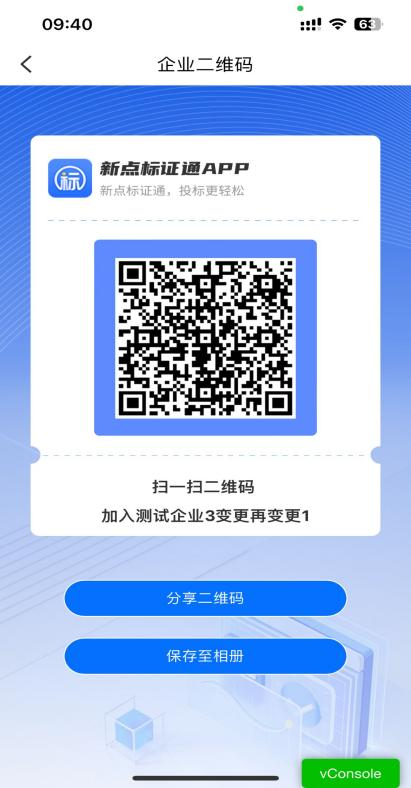 09:40
63
企业二维码
标
新点标证通APP
新点标证通，投标更轻松
扫一扫二维码
加入测试企业3变更再变更1
分享二维码
保存至相册
vConsole